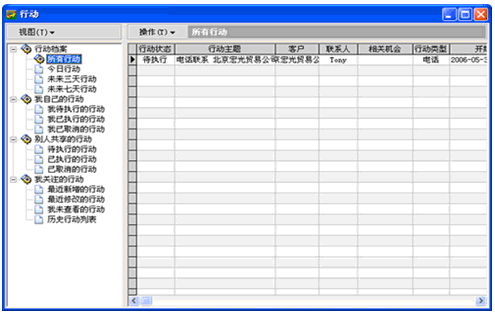 行动
视图(I) 操作(T) 所有行动
行动档案
所有行动
今日行动
未来三天行动
未来七天行动
我自己的行动
我待执行的行动
我已执行的行动
我已取消的行动
别人共享的行动
待执行的行动
已执行的行动
已取消的行动
我关注的行动
最近新增的行动
最近修改的行动
我未查看的行动
历史行动列表
行动状态 行动主题 客户 联系人 相关机会 行动类型
待执行 电话联系 北京宏光贸易公 京宏光贸易公 Tony 电话 2006-05-3